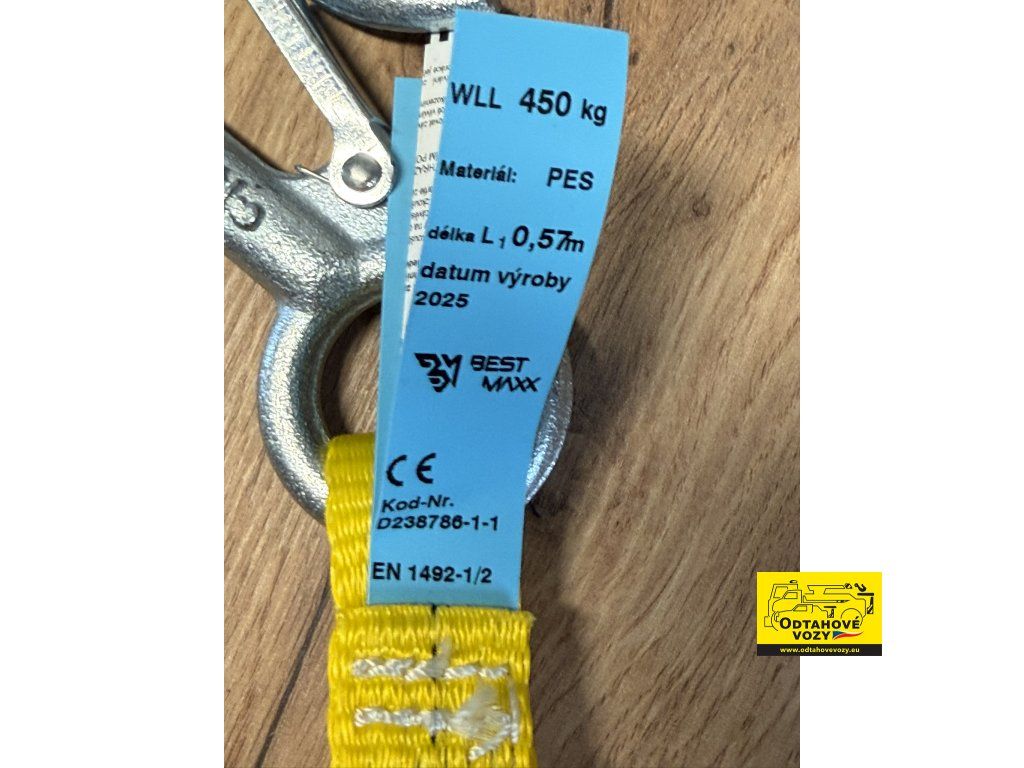 WLL 450 kg
Materiál: PES
délka L 1 0,57m
datum výroby
2025
BEST
MAXX
CE
Kod-Nr.
D238786-1-1
EN 1492-1/2
ODTAHOVÉ
VOZY
www.odtahovevozy.eu